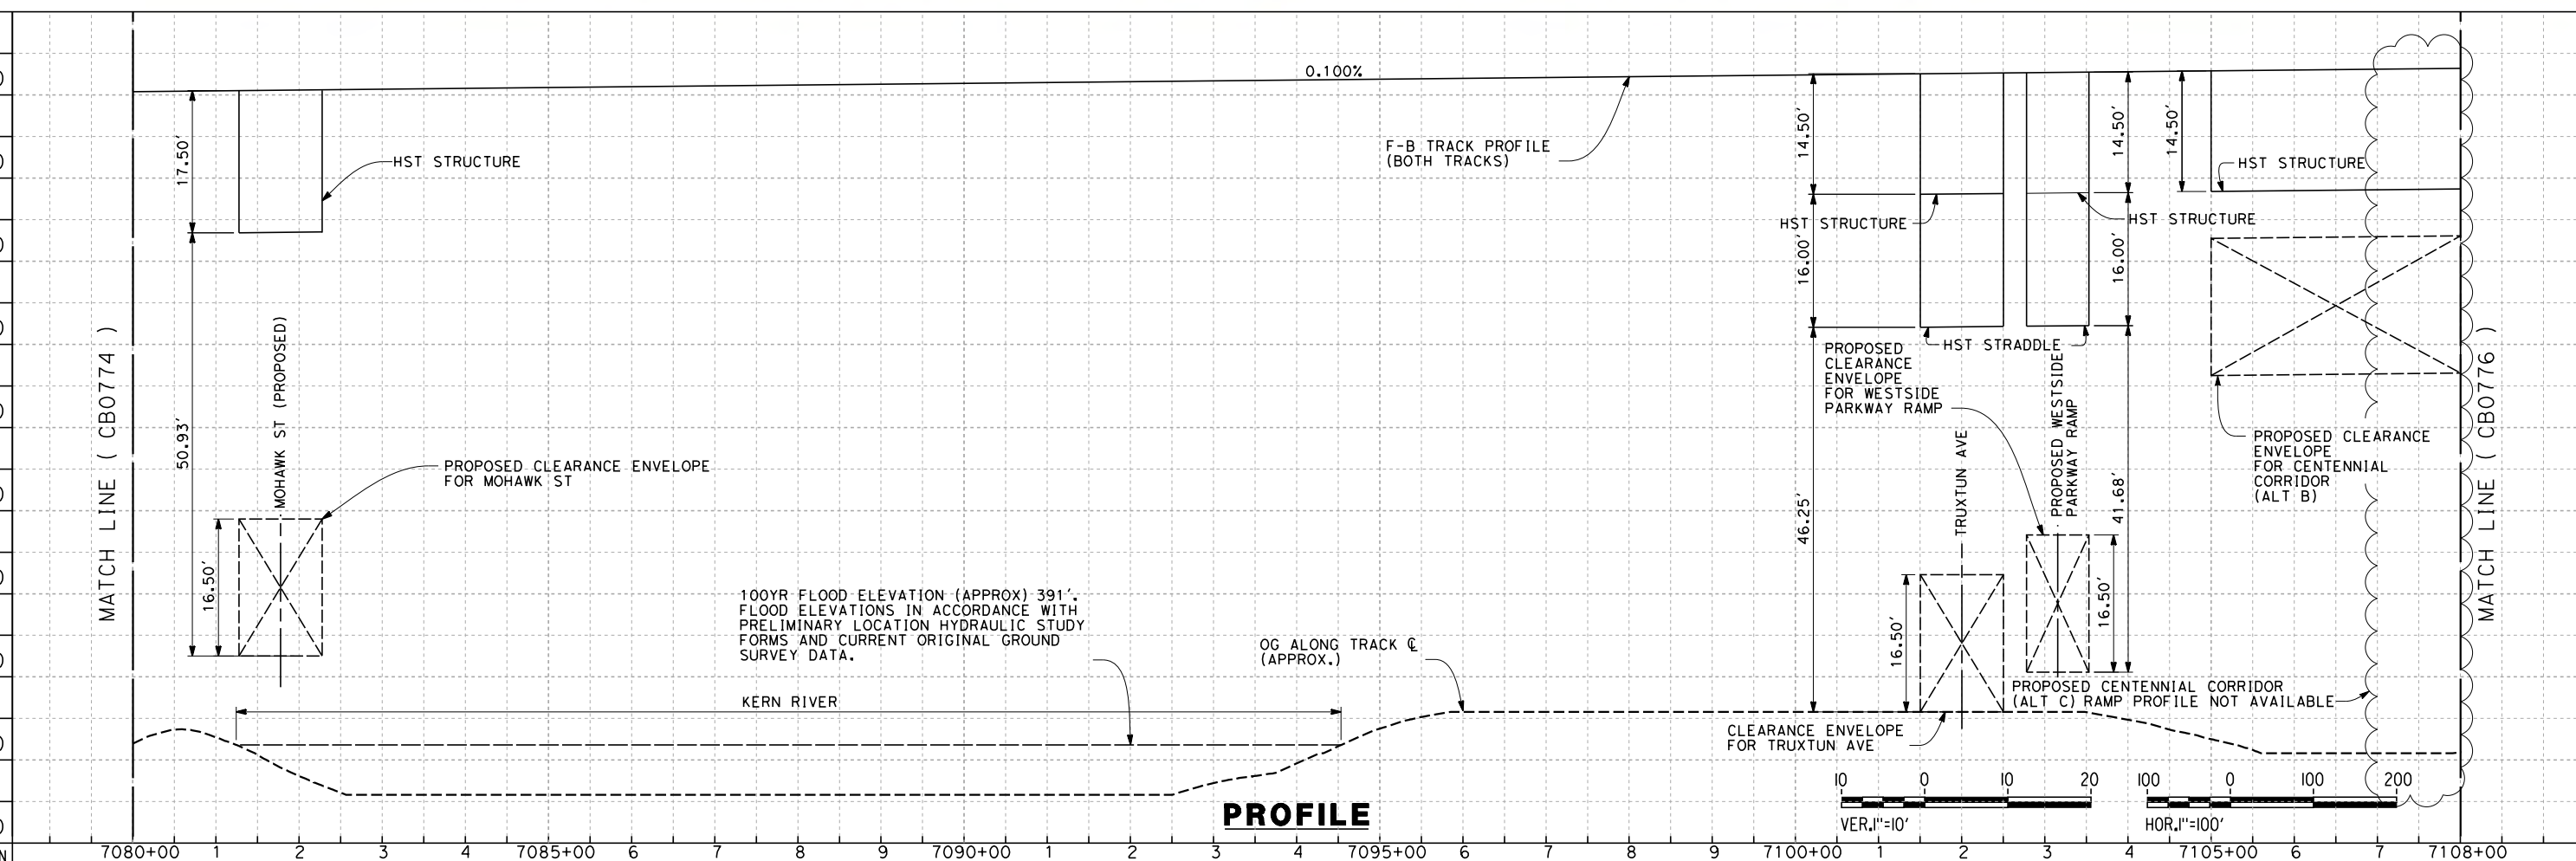 0.100%
17.50'
HST STRUCTURE
F-B TRACK PROFILE
(BOTH TRACKS)
14.50'
14.50'
14.50'
HST STRUCTURE
HST STRUCTURE
HST STRUCTURE
16.00'
16.00'
MATCH LINE ( CB0774 )
50.93'
MOHAWK ST (PROPOSED)
PROPOSED CLEARANCE ENVELOPE
FOR MOHAWK ST
16.50'
HST STRADDLE
PROPOSED
CLEARANCE
ENVELOPE
FOR WESTSIDE
PARKWAY RAMP
PROPOSED WESTSIDE
PARKWAY RAMP
TRUXTUN AVE
46.25'
41.68'
16.50'
16.50'
PROPOSED CLEARANCE
ENVELOPE
FOR CENTENNIAL
CORRIDOR
(ALT B)
MATCH LINE ( CB0776 )
100YR FLOOD ELEVATION (APPROX) 391'.
FLOOD ELEVATIONS IN ACCORDANCE WITH
PRELIMINARY LOCATION HYDRAULIC STUDY
FORMS AND CURRENT ORIGINAL GROUND
SURVEY DATA.
OG ALONG TRACK ℄
(APPROX.)
KERN RIVER
PROPOSED CENTENNIAL CORRIDOR
(ALT C) RAMP PROFILE NOT AVAILABLE
CLEARANCE ENVELOPE
FOR TRUXTUN AVE
PROFILE
10 0 10 20
VER.1"=10'
100 0 100 200
HOR.1"=100'
7080+00 1 2 3 4 7085+00 6 7 8 9 7090+00 1 2 3 4 7095+00 6 7 8 9 7100+00 1 2 3 4 7105+00 6 7 7108+00